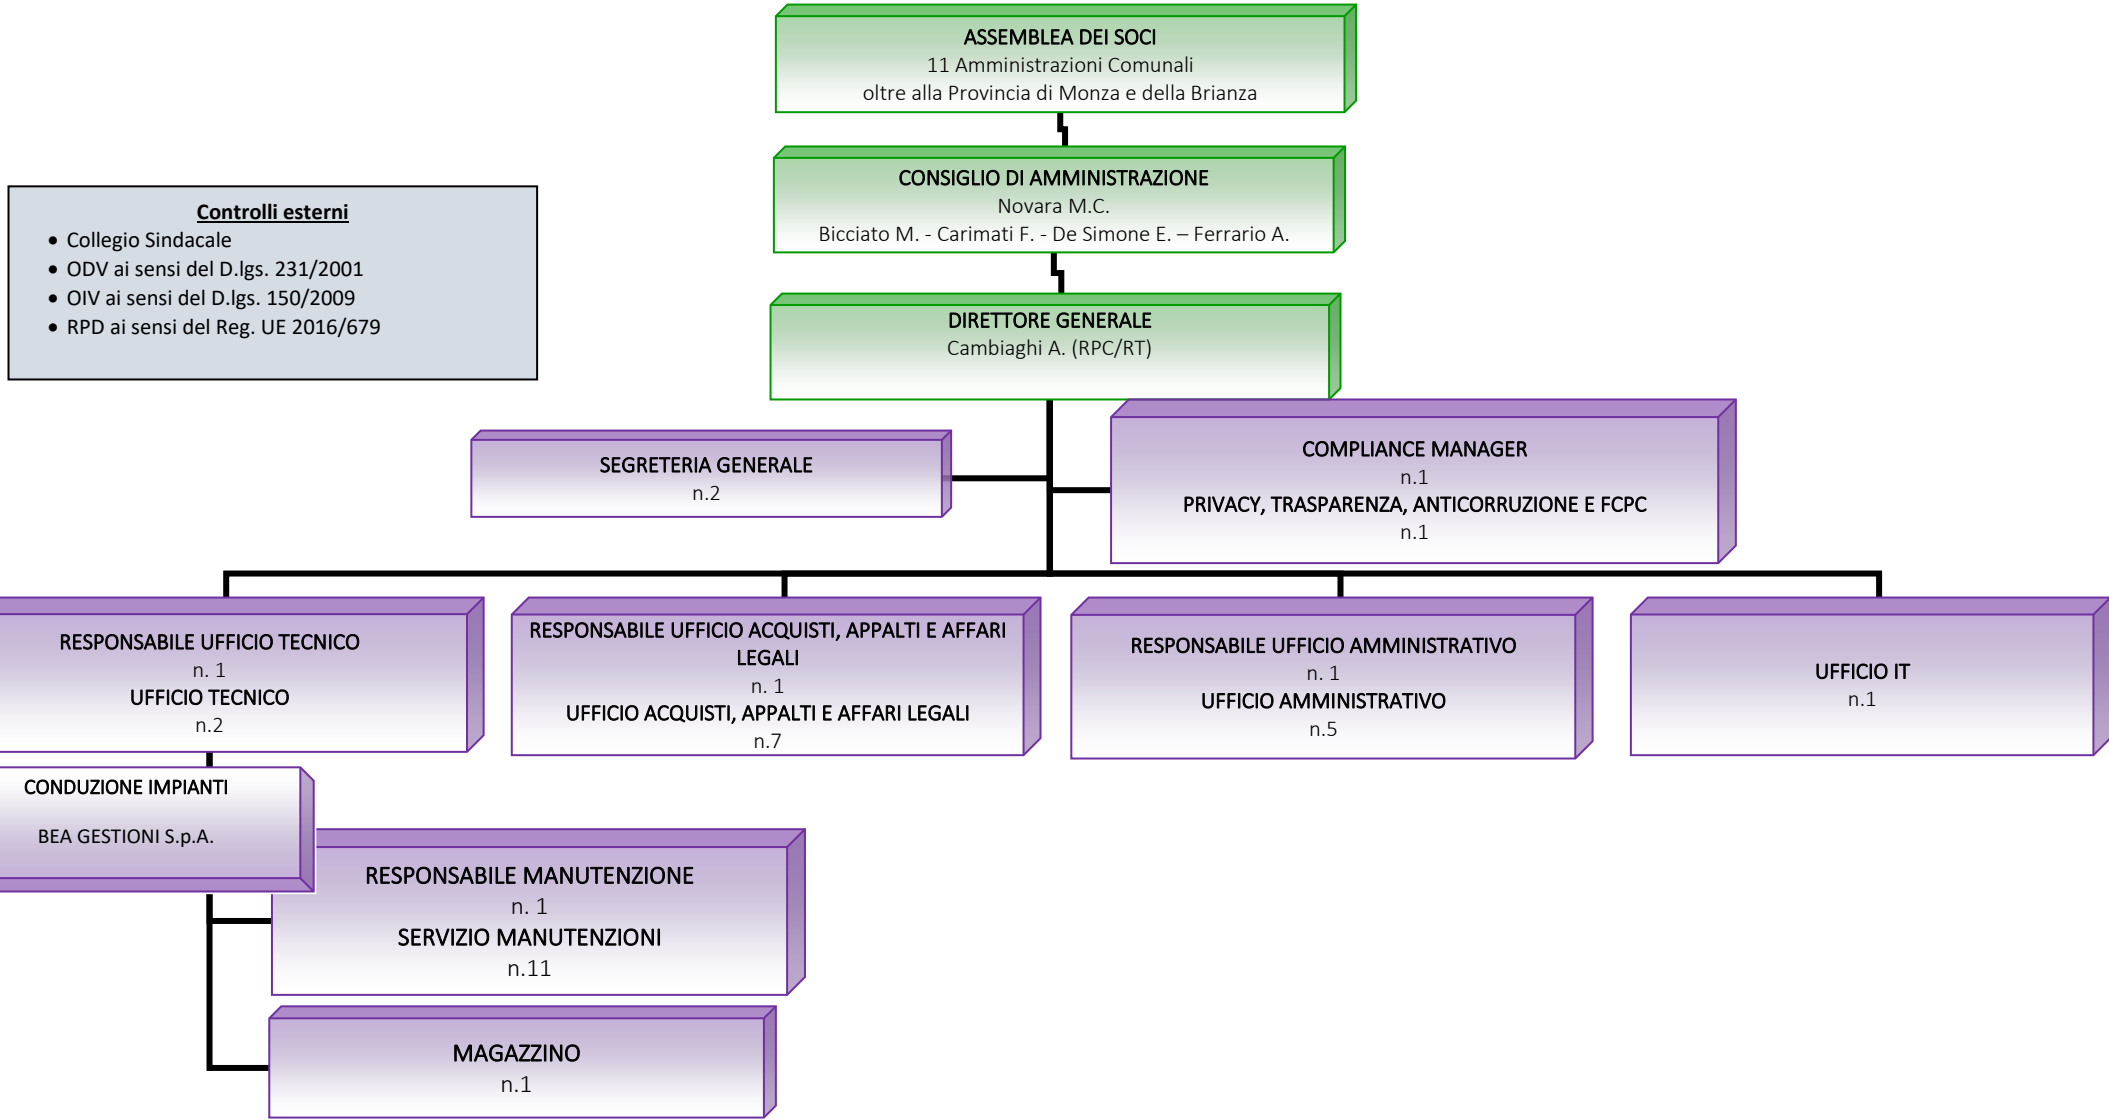 ASSEMBLEA DEI SOCI
11 Amministrazioni Comunali
oltre alla Provincia di Monza e della Brianza
CONSIGLIO DI AMMINISTRAZIONE
Novara M.C.
Bicciato M. - Carimati F. - De Simone E. – Ferrario A.
Controlli esterni
• Collegio Sindacale
• ODV ai sensi del D.lgs. 231/2001
• OIV ai sensi del D.lgs. 150/2009
• RPD ai sensi del Reg. UE 2016/679
DIRETTORE GENERALE
Cambiaghi A. (RPC/RT)
SEGRETERIA GENERALE
n.2
COMPLIANCE MANAGER
n.1
PRIVACY, TRASPARENZA, ANTICORRUZIONE E FCPC
n.1
RESPONSABILE UFFICIO TECNICO
n. 1
UFFICIO TECNICO
n.2
RESPONSABILE UFFICIO ACQUISTI, APPALTI E AFFARI
LEGALI
n. 1
UFFICIO ACQUISTI, APPALTI E AFFARI LEGALI
n.7
RESPONSABILE UFFICIO AMMINISTRATIVO
n. 1
UFFICIO AMMINISTRATIVO
n.5
UFFICIO IT
n.1
CONDUZIONE IMPIANTI
BEA GESTIONI S.p.A.
RESPONSABILE MANUTENZIONE
n. 1
SERVIZIO MANUTENZIONI
n.11
MAGAZZINO
n.1